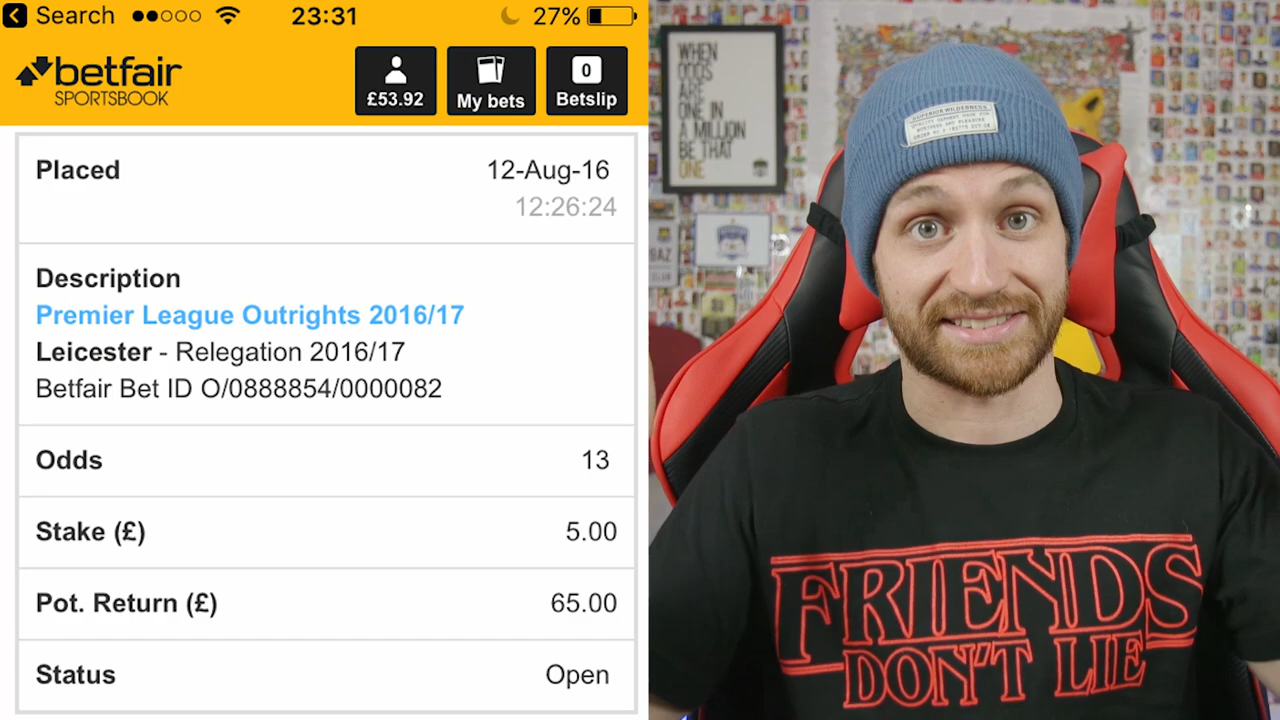 Search
23:31
27%
betfair
SPORTSBOOK
£53.92
My bets
0
Betslip
Placed
12-Aug-16
12:26:24
Description
Premier League Outrights 2016/17
Leicester - Relegation 2016/17
Betfair Bet ID O/0888854/0000082
Odds
13
Stake (£)
5.00
Pot. Return (£)
65.00
Status
Open
WHEN
ODDS
ARE
ONE IN
A MILLION
BE THAT
ONE
SUPERIOR WILDERNESS
FRIENDS
DON'T LIE